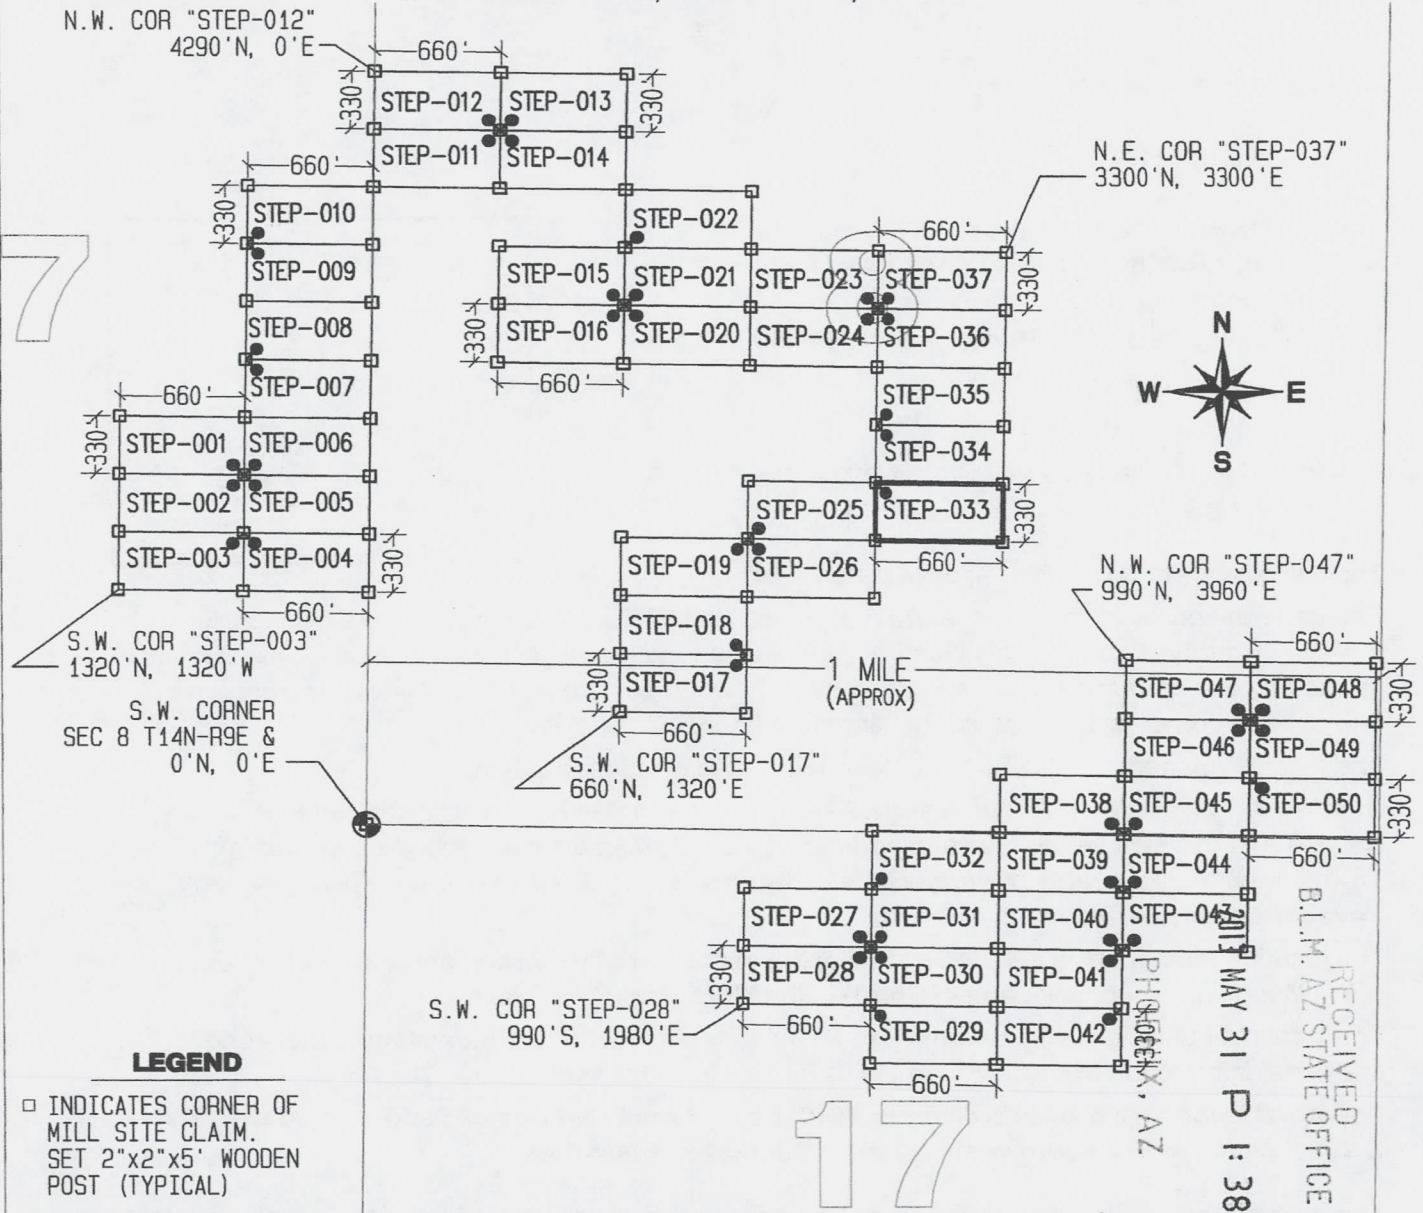 N.W. COR "STEP-012"
4290'N, 0'E
660'
330
STEP-012
STEP-013
330
STEP-011
STEP-014
N.E. COR "STEP-037"
3300'N, 3300'E
660'
330
STEP-010
STEP-022
660'
STEP-009
STEP-015
STEP-021
STEP-023
STEP-037
330
8
7
STEP-008
330
STEP-016
STEP-020
STEP-024
STEP-036
N
W
E
S
STEP-007
660'
STEP-035
660'
330
STEP-001
STEP-006
STEP-034
STEP-002
STEP-005
STEP-025
STEP-033
330
STEP-003
STEP-004
330
STEP-019
STEP-026
660'
660'
N.W. COR "STEP-047"
990'N, 3960'E
S.W. COR "STEP-003"
1320'N, 1320'W
STEP-018
660'
1 MILE
(APPROX)
330
STEP-017
STEP-047
STEP-048
330
S.W. CORNER
SEC 8 T14N-R9E &
0'N, 0'E
660'
S.W. COR "STEP-017"
660'N, 1320'E
STEP-046
STEP-049
STEP-038
STEP-045
STEP-050
330
STEP-032
STEP-039
STEP-044
660'
STEP-027
STEP-031
STEP-040
STEP-043
330
STEP-028
STEP-030
STEP-041
S.W. COR "STEP-028"
990'S, 1980'E
660'
STEP-029
STEP-042
330
660'
17
RECEIVED
B.L.M. AZ STATE OFFICE
2013 MAY 31 P 1:38
PHOENIX, AZ
LEGEND
□ INDICATES CORNER OF
MILL SITE CLAIM.
SET 2"x2"x5' WOODEN
POST (TYPICAL)